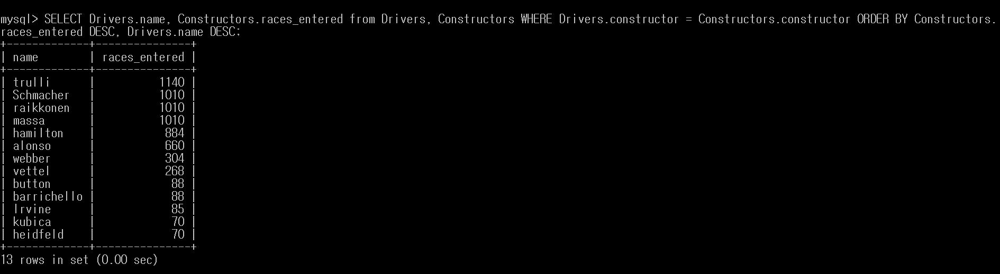 mysql> SELECT Drivers.name, Constructors.races_entered from Drivers, Constructors WHERE Drivers.constructor = Constructors.constructor ORDER BY Constructors.
races_entered DESC, Drivers.name DESC;
+-------------+---------------+
| name        | races_entered |
+-------------+---------------+
| trulli      |          1140 |
| Schmacher   |          1010 |
| raikkonen   |          1010 |
| massa       |          1010 |
| hamilton    |           884 |
| alonso      |           660 |
| webber      |           304 |
| vettel      |           268 |
| button      |            88 |
| barrichello |            88 |
| Irvine      |            85 |
| kubica      |            70 |
| heidfeld    |            70 |
+-------------+---------------+
13 rows in set (0.00 sec)